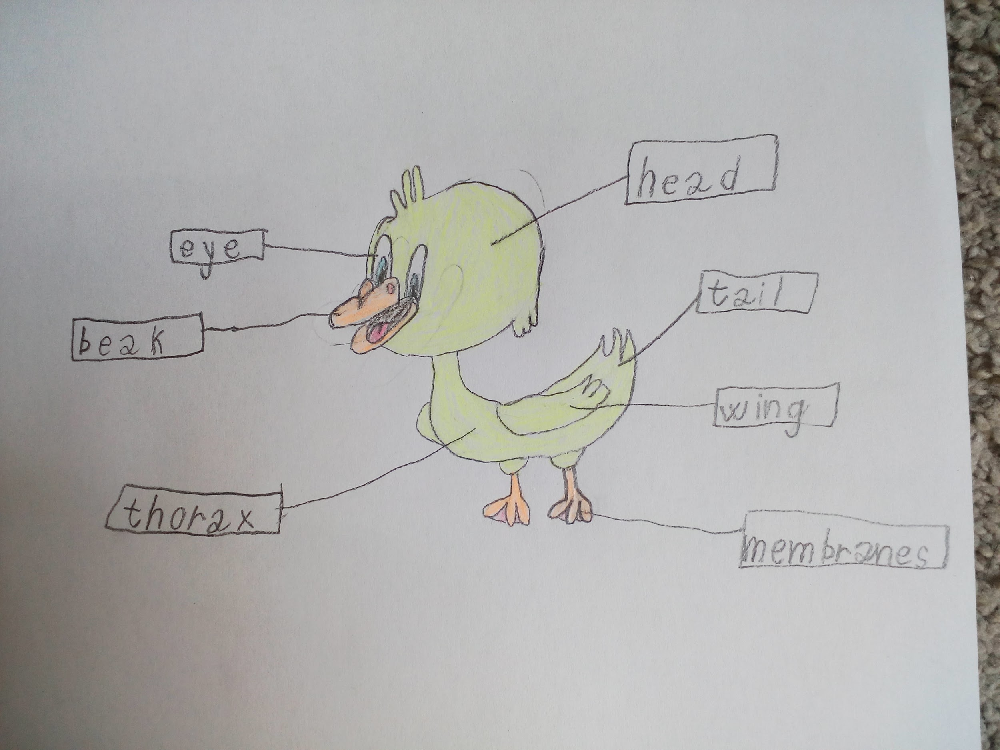 head
eye
tail
beak
wing
thorax
membranes